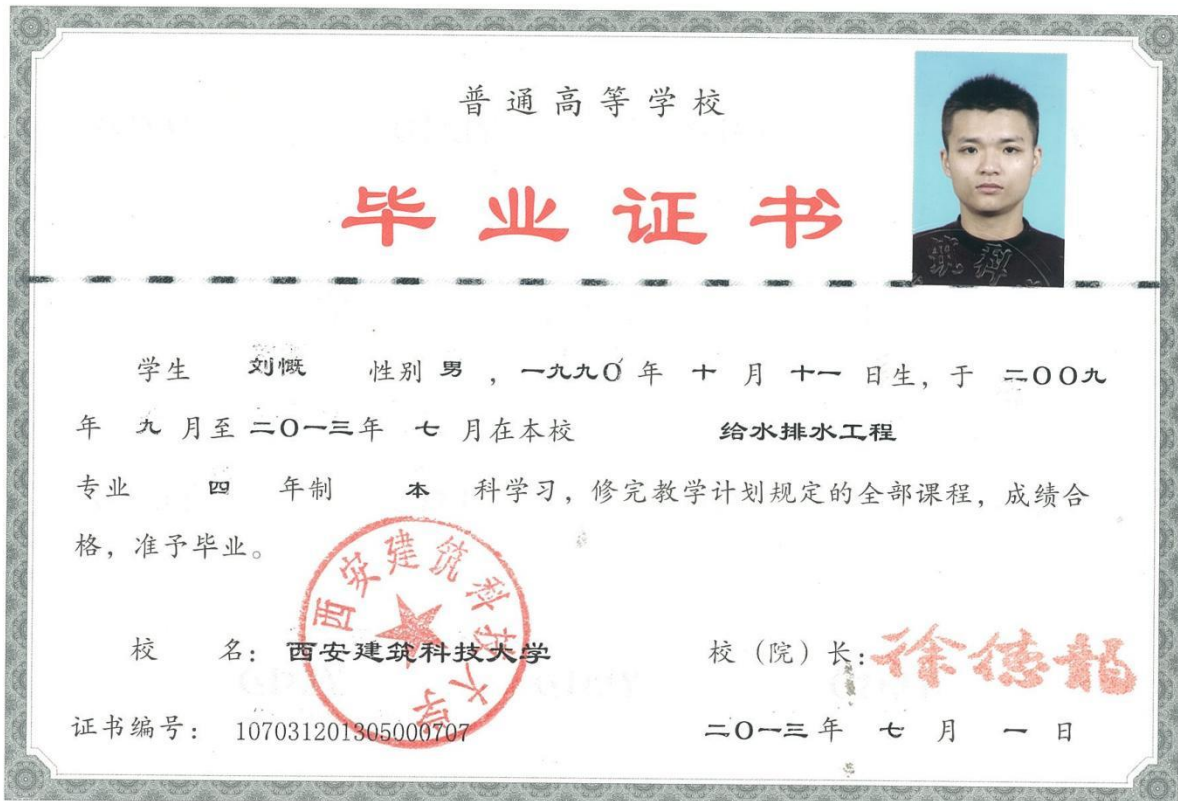 普通高等学校
毕业证书
学生 刘慨 性别 男 ，一九九〇 年 十 月 十一 日生，于 二〇〇九
年 九 月至 二〇一三年 七 月在本校 给水排水工程
专业 四 年制 本 科学习，修完教学计划规定的全部课程，成绩合
格，准予毕业。
西安建筑科技大学
校 名：西安建筑科技大学 校（院）长：徐德龙
证书编号： 107031201305000707 二〇一三 年 七 月 一 日